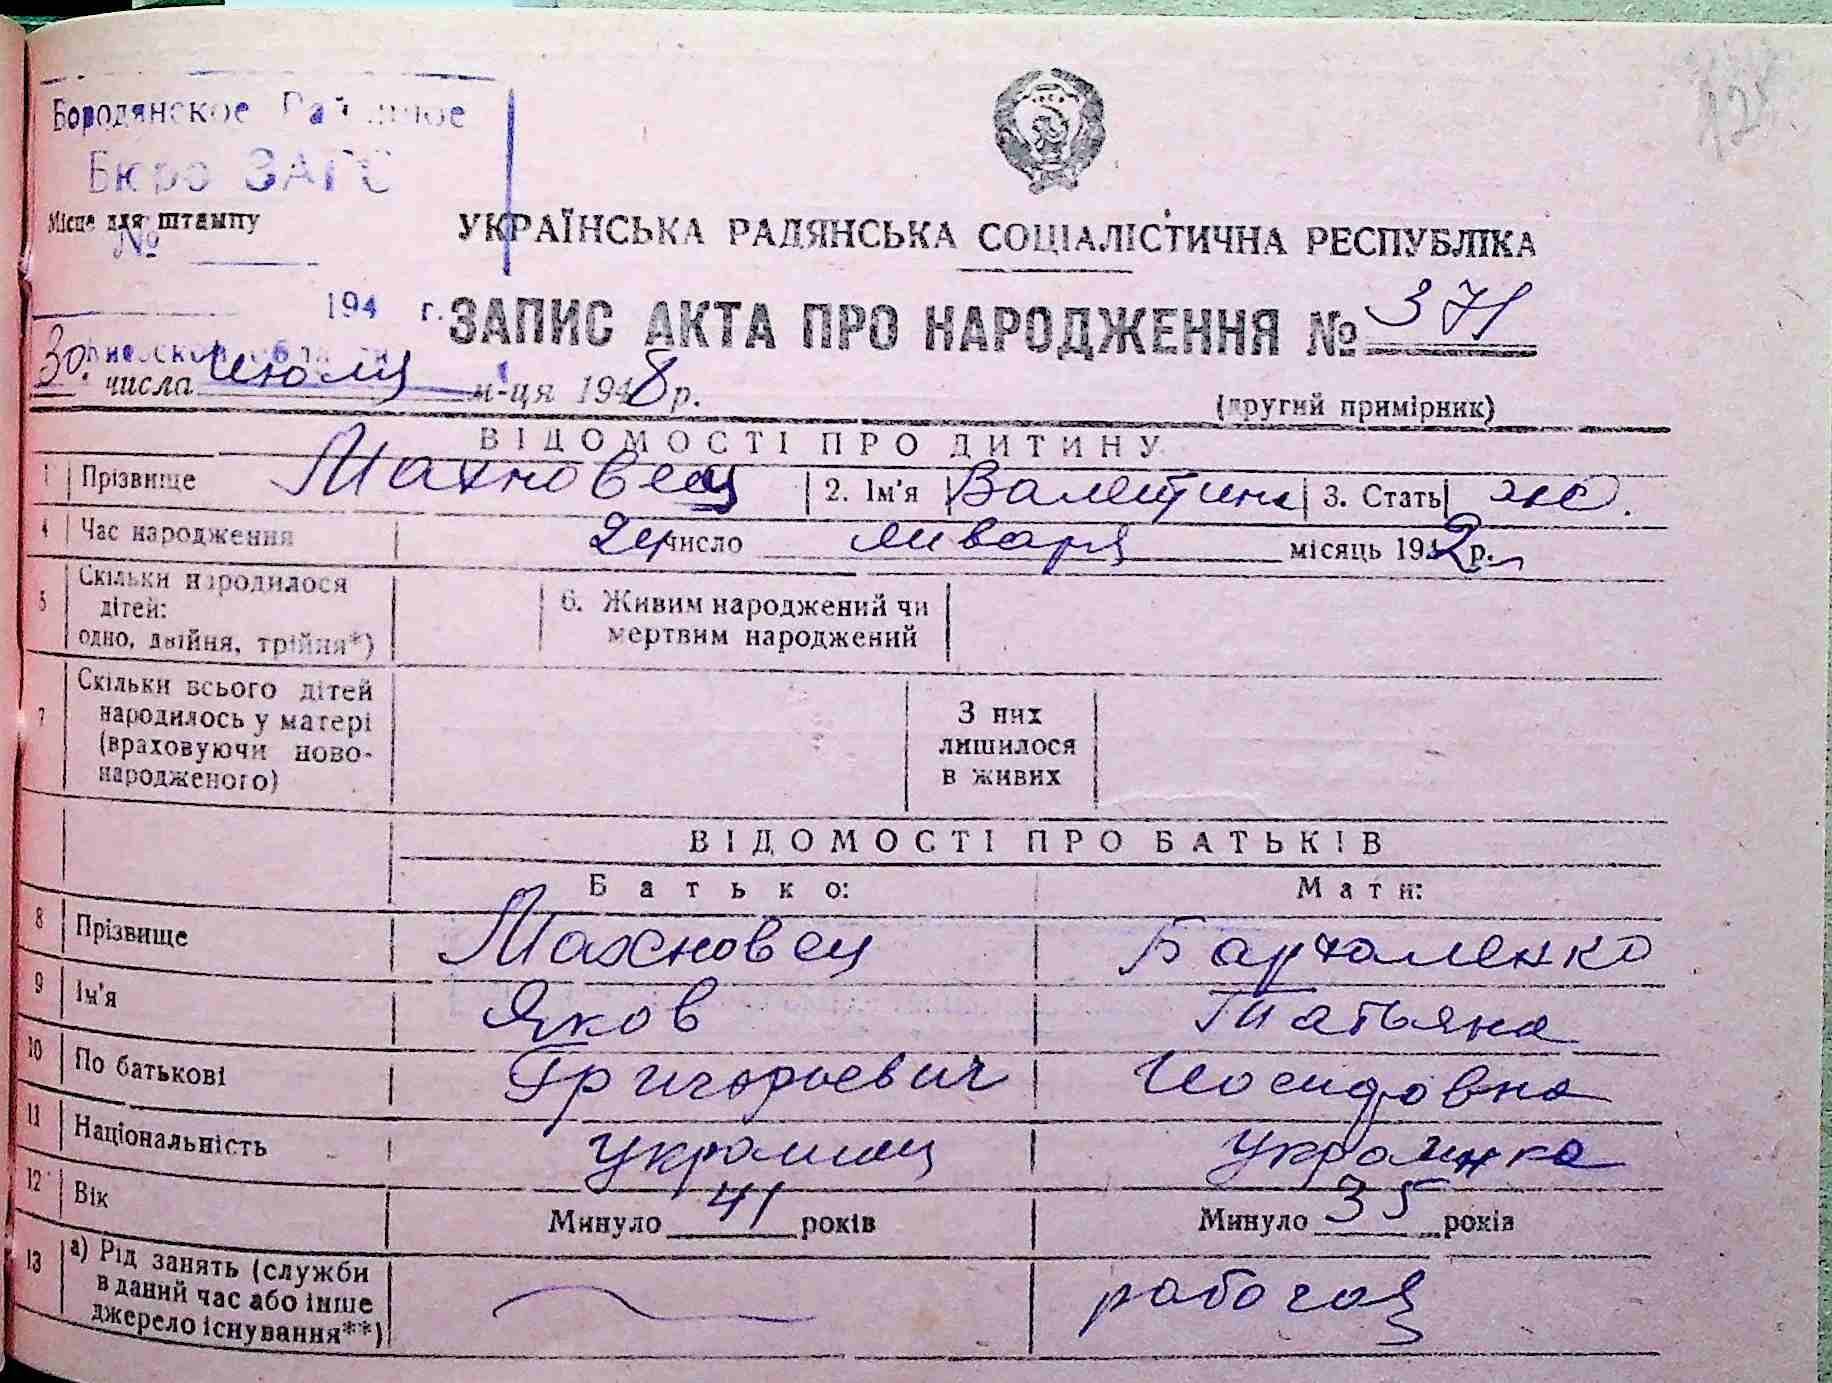 125
Бородянское Районное
Бюро ЗАГС
Місце для штампу
№
УКРАЇНСЬКА РАДЯНСЬКА СОЦІАЛІСТИЧНА РЕСПУБЛІКА
194 г.
ЗАПИС АКТА ПРО НАРОДЖЕННЯ № 371
Киевской области
30. числа Июля м-ця 1948 р.
(другий примірник)
ВІДОМОСТІ ПРО ДИТИНУ
1 Прізвище Махновец 2. Ім'я Валентина 3. Стать ж.
4 Час народження 24 число января місяць 1942 р.
5 Скільки народилося дітей: одно, двійня, трійня*) 6. Живим народжений чи мертвим народжений
7 Скільки всього дітей народилось у матері (враховуючи новонародженого) З них лишилося в живих
ВІДОМОСТІ ПРО БАТЬКІВ
Батько: Мати:
8 Прізвище Махновец
9 Ім'я Яков Татьяна
10 По батькові Григорьевич Иосифовна
11 Національність украинец украинка
12 Вік Минуло 41 років Минуло 35 років
13 а) Рід занять (служби в даний час або інше джерело існування**) рабочая